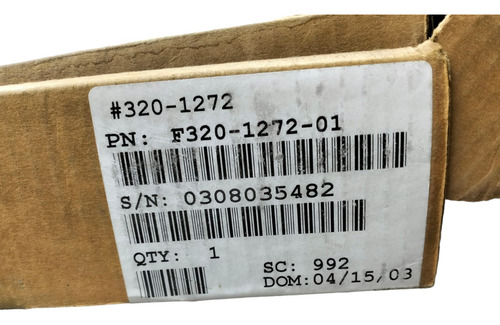 #320-1272
PN: F320-1272-01
S/N: 0308035482
QTY: 1
SC: 992
DOM:04/15/03